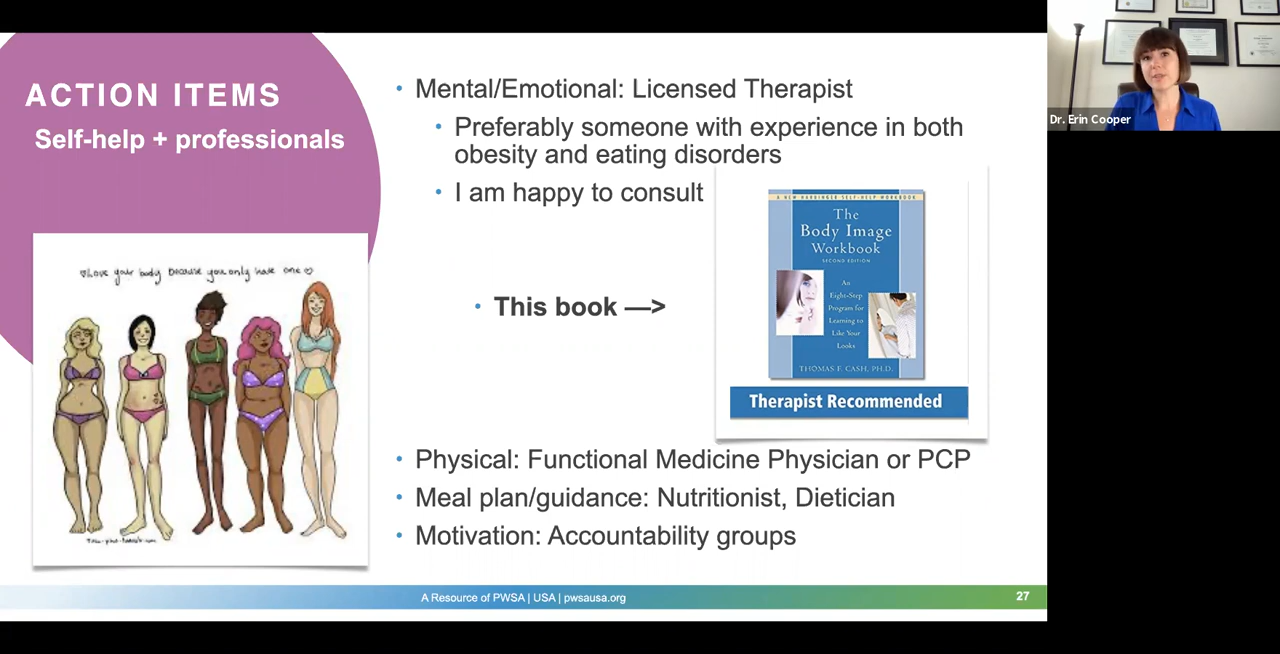 ACTION ITEMS
Self-help + professionals
♡Love your body because you only have one♡
• Mental/Emotional: Licensed Therapist
• Preferably someone with experience in both
obesity and eating disorders
• I am happy to consult
• This book —>
A NEW HARBINGER SELF-HELP WORKBOOK
The
Body Image
Workbook
SECOND EDITION
An
Eight-Step
Program for
Learning to
Like Your
Looks
THOMAS F. CASH, PH.D.
Therapist Recommended
• Physical: Functional Medicine Physician or PCP
• Meal plan/guidance: Nutritionist, Dietician
• Motivation: Accountability groups
A Resource of PWSA | USA | pwsausa.org
27
Dr. Erin Cooper